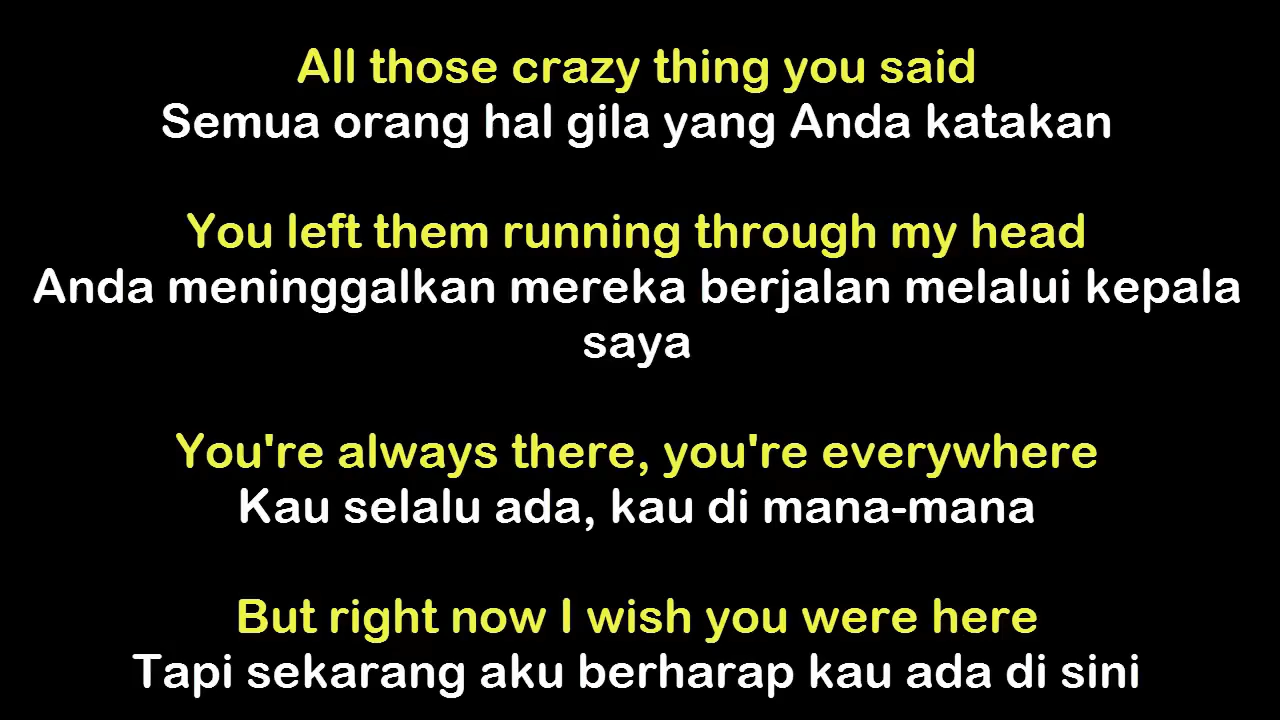 All those crazy thing you said
Semua orang hal gila yang Anda katakan
You left them running through my head
Anda meninggalkan mereka berjalan melalui kepala
saya
You're always there, you're everywhere
Kau selalu ada, kau di mana-mana
But right now I wish you were here
Tapi sekarang aku berharap kau ada di sini